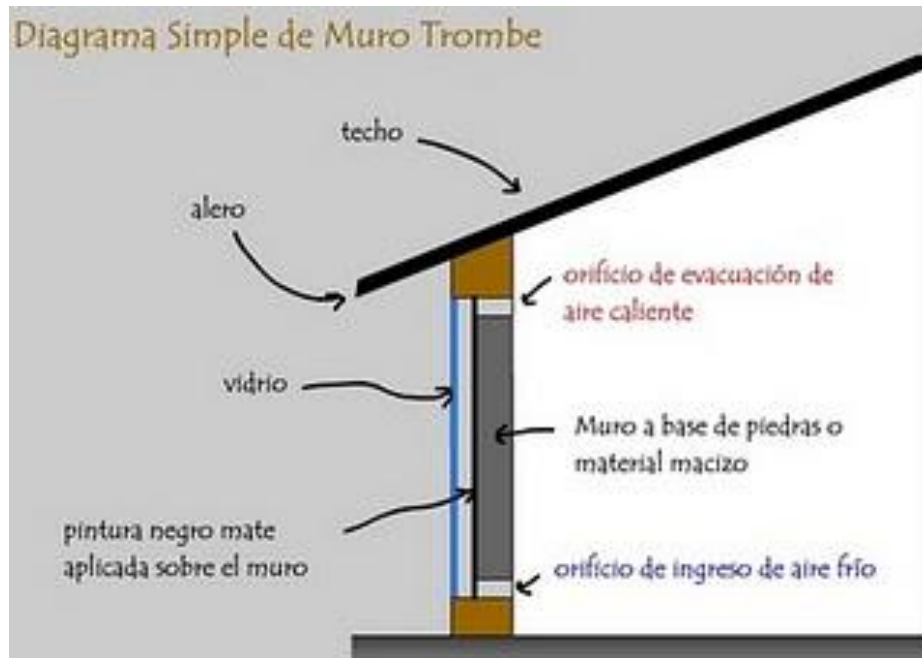 Diagrama Simple de Muro Trombe
techo
alero
orificio de evacuación de
aire caliente
vidrio
Muro a base de piedras o
material macizo
pintura negro mate
aplicada sobre el muro
orificio de ingreso de aire frío